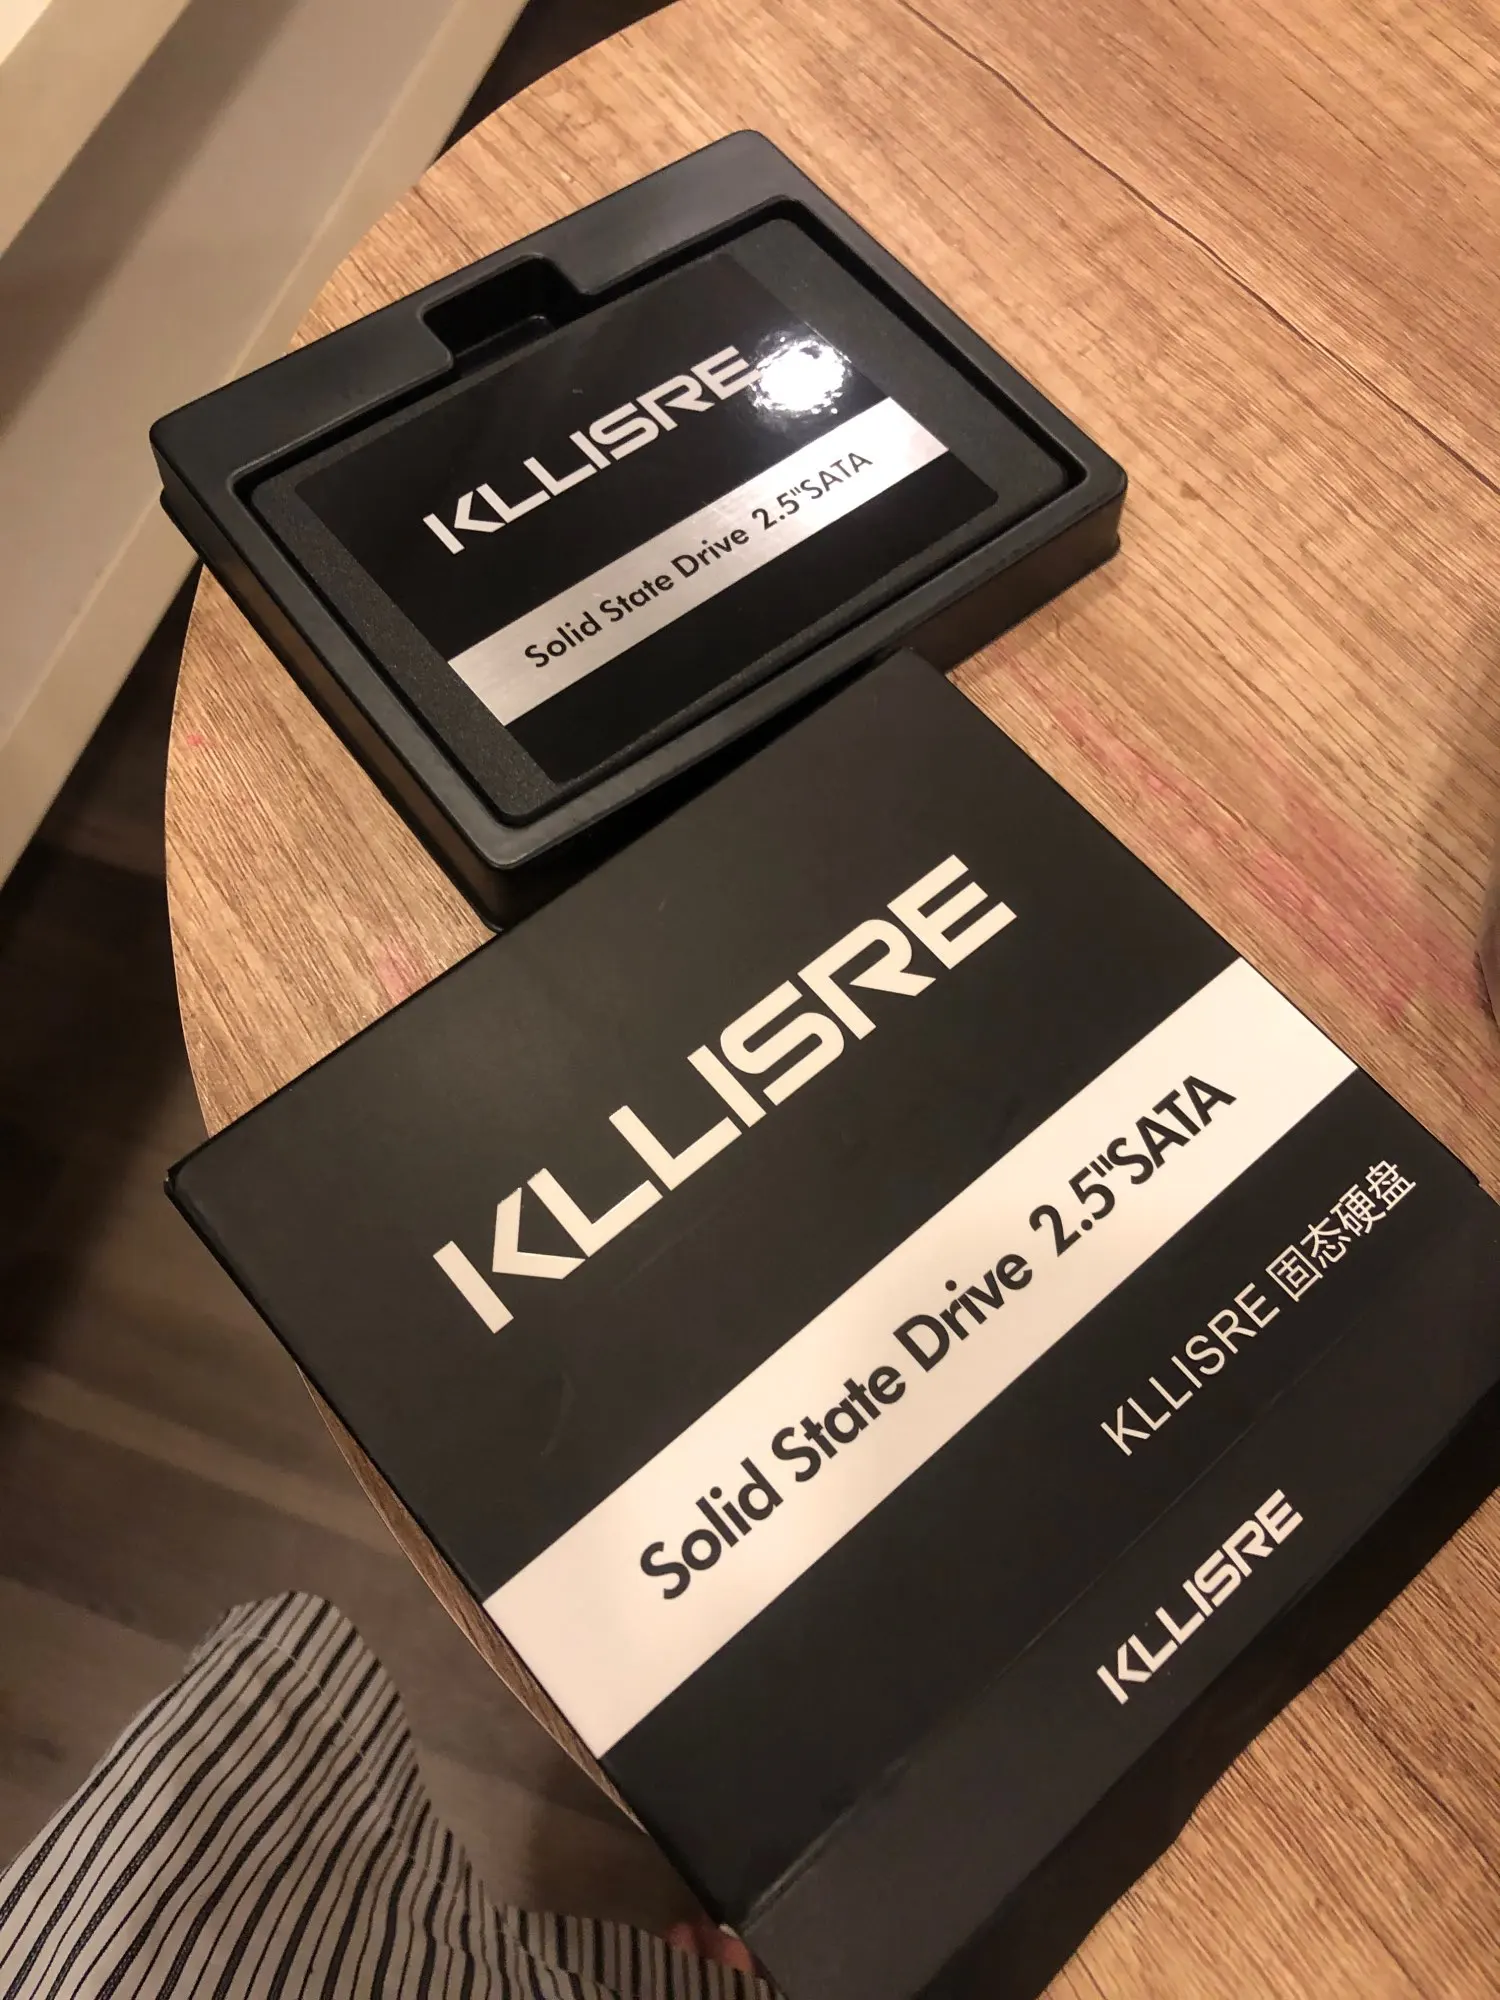 KLLISRE
Solid State Drive 2.5"SATA
KLLISRE
Solid State Drive 2.5"SATA
KLLISRE 固态硬盘
KLLISRE